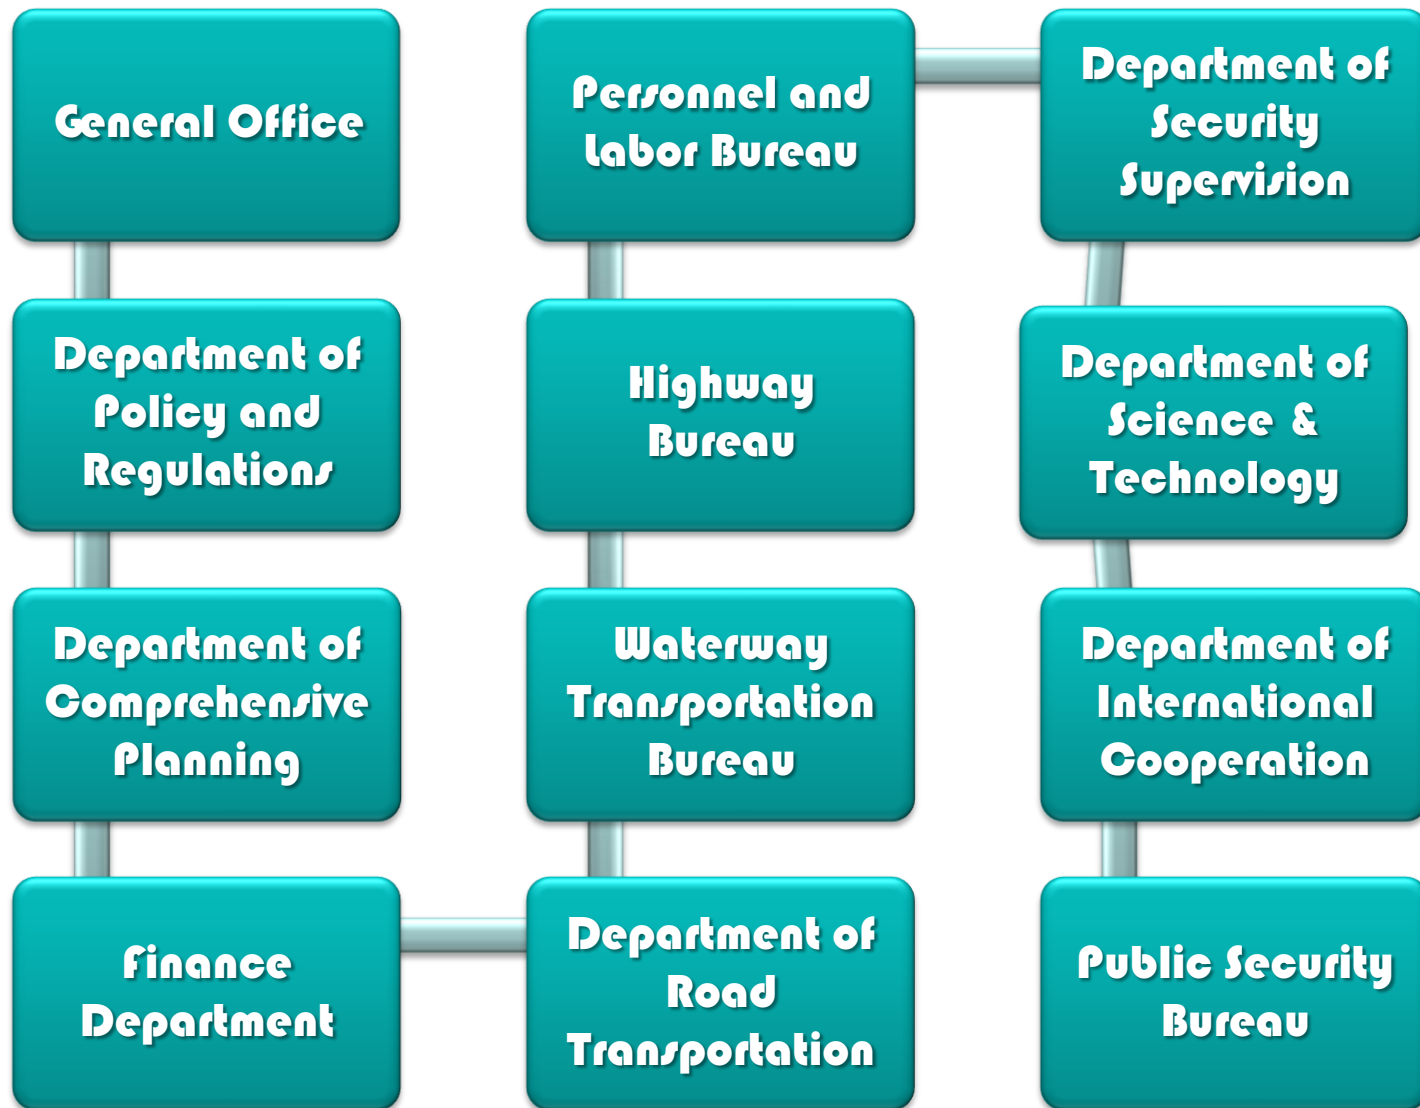 General Office
Department of
Policy and
Regulations
Department of
Comprehensive
Planning
Finance
Department
Personnel and
Labor Bureau
Highway
Bureau
Waterway
Transportation
Bureau
Department of
Road
Transportation
Department of
Security
Supervision
Department of
Science &
Technology
Department of
International
Cooperation
Public Security
Bureau